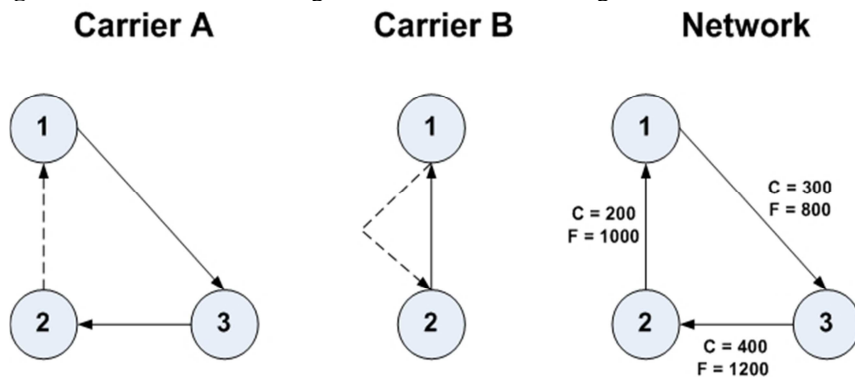 Carrier A
Carrier B
Network
1
1
1
C = 300
F = 800
C = 200
F = 1000
2
3
2
2
3
C = 400
F = 1200